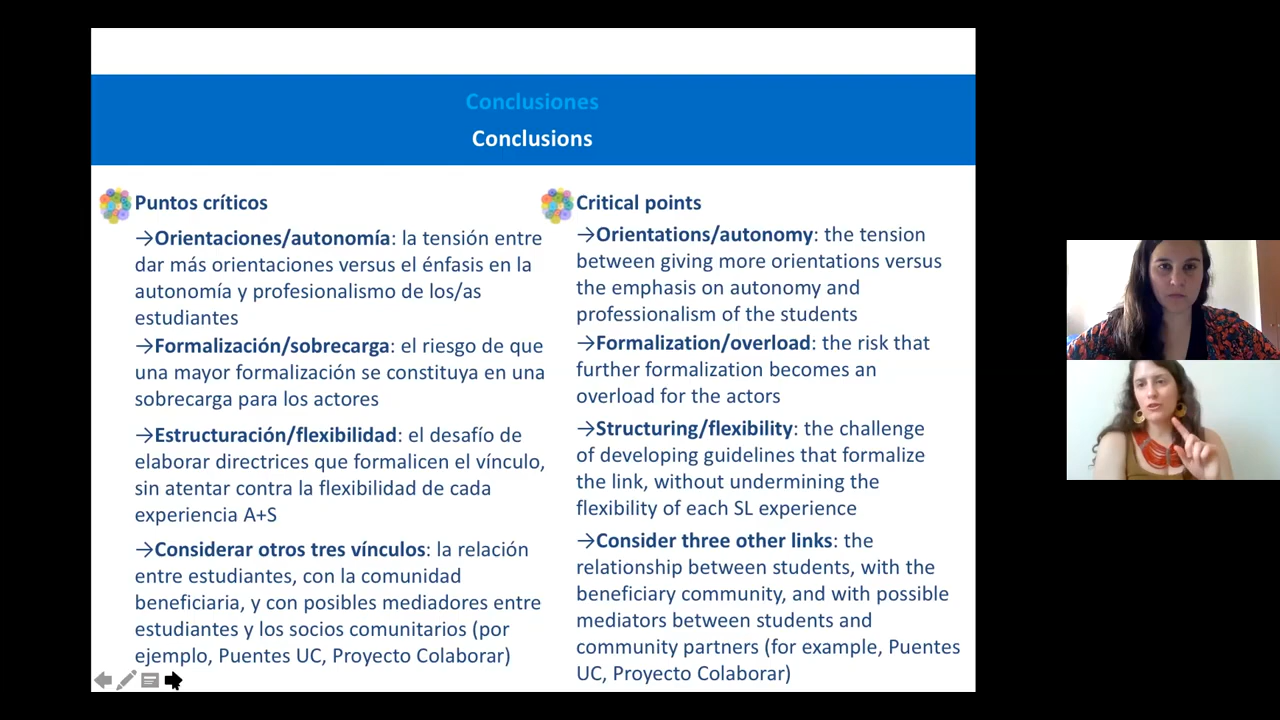 Conclusiones
Conclusions
Puntos críticos
→Orientaciones/autonomía: la tensión entre
dar más orientaciones versus el énfasis en la
autonomía y profesionalismo de los/as
estudiantes
→Formalización/sobrecarga: el riesgo de que
una mayor formalización se constituya en una
sobrecarga para los actores
→Estructuración/flexibilidad: el desafío de
elaborar directrices que formalicen el vínculo,
sin atentar contra la flexibilidad de cada
experiencia A+S
→Considerar otros tres vínculos: la relación
entre estudiantes, con la comunidad
beneficiaria, y con posibles mediadores entre
estudiantes y los socios comunitarios (por
ejemplo, Puentes UC, Proyecto Colaborar)
Critical points
→Orientations/autonomy: the tension
between giving more orientations versus
the emphasis on autonomy and
professionalism of the students
→Formalization/overload: the risk that
further formalization becomes an
overload for the actors
→Structuring/flexibility: the challenge
of developing guidelines that formalize
the link, without undermining the
flexibility of each SL experience
→Consider three other links: the
relationship between students, with the
beneficiary community, and with possible
mediators between students and
community partners (for example, Puentes
UC, Proyecto Colaborar)